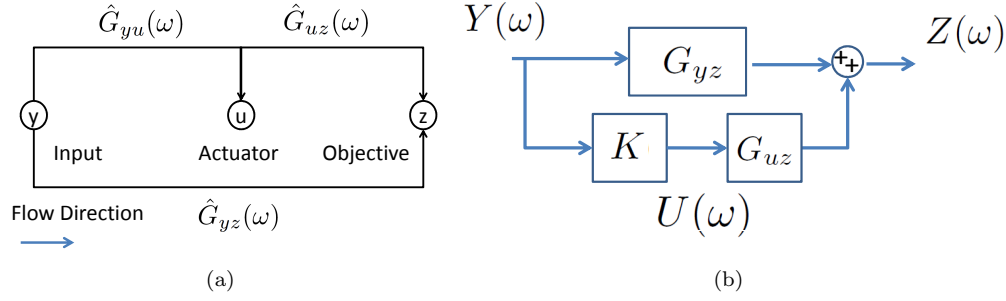 Ĝ_yu(ω)
Ĝ_uz(ω)
y
u
z
Input
Actuator
Objective
Flow Direction
Ĝ_yz(ω)
(a)
Y(ω)
Z(ω)
G_yz
++
K
G_uz
U(ω)
(b)